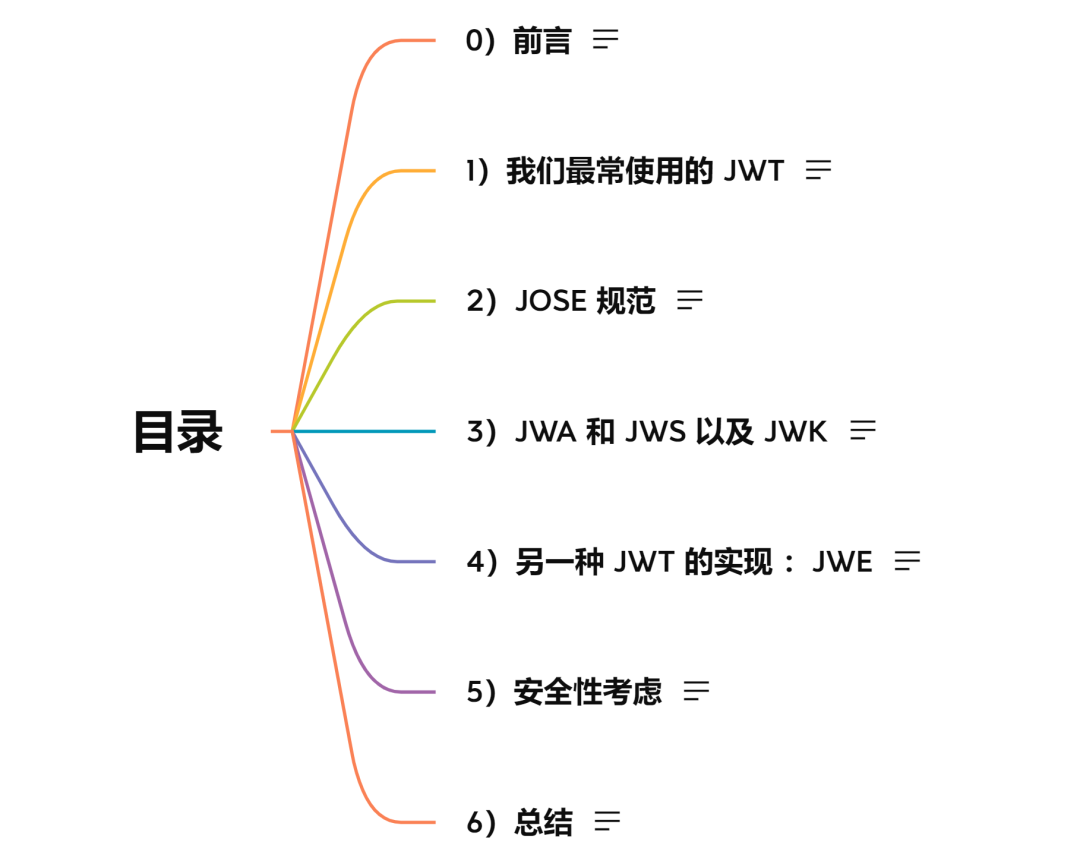 目录
0）前言
1）我们最常使用的 JWT
2）JOSE 规范
3）JWA 和 JWS 以及 JWK
4）另一种 JWT 的实现：JWE
5）安全性考虑
6）总结